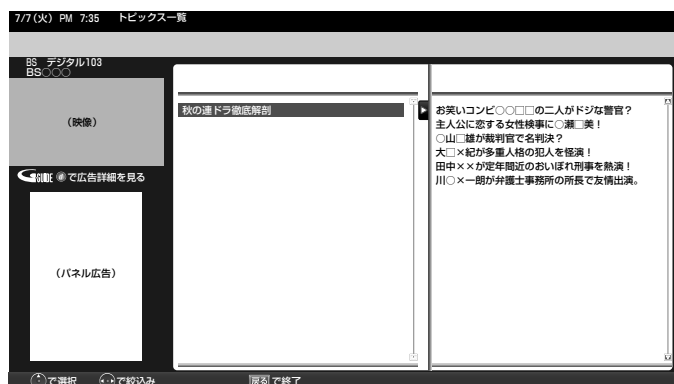 7/7(火) PM 7:35 トピックス一覧
BS デジタル103
BS○○○
(映像)
G GUIDE で広告詳細を見る
(パネル広告)
秋の連ドラ徹底解剖
お笑いコンビ○○□□の二人がドジな警官?
主人公に恋する女性検事に○瀬□美!
○山□雄が裁判官で名判決?
大□×紀が多重人格の犯人を怪演!
田中××が定年間近のおいぼれ刑事を熱演!
川○×一朗が弁護士事務所の所長で友情出演。
で選択 で絞込み 戻るで終了